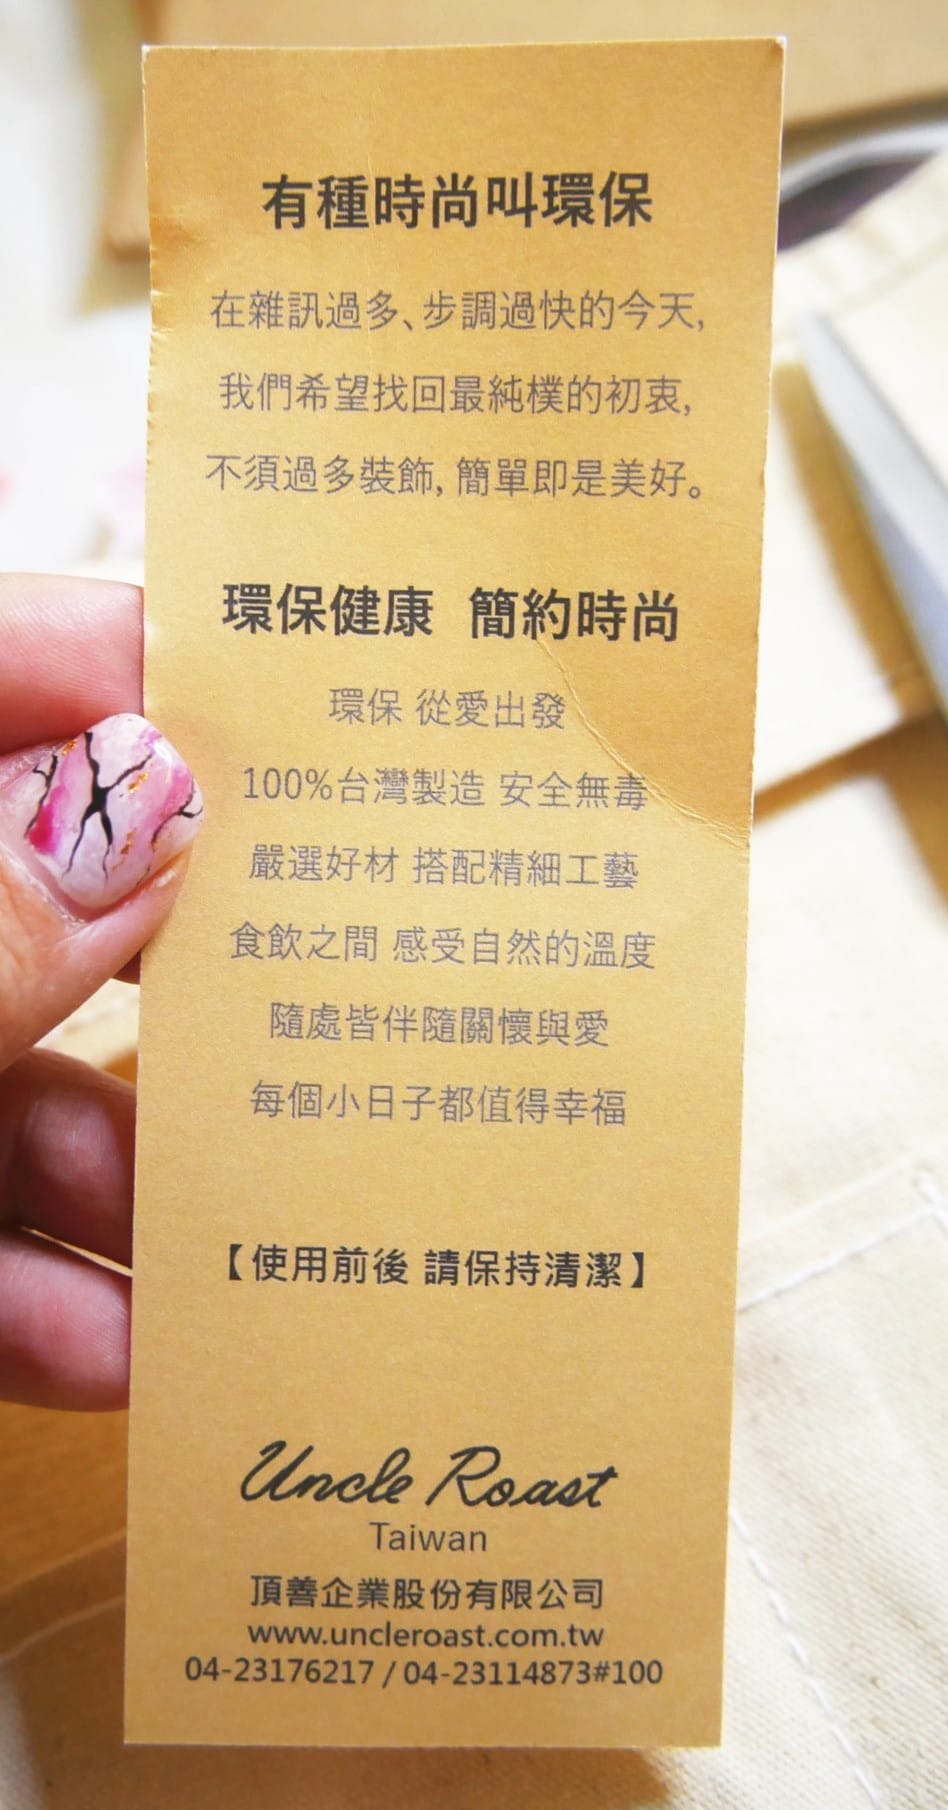 有種時尚叫環保
在雜訊過多、步調過快的今天,
我們希望找回最純樸的初衷,
不須過多裝飾, 簡單即是美好。
環保健康 簡約時尚
環保 從愛出發
100%台灣製造 安全無毒
嚴選好材 搭配精細工藝
食飲之間 感受自然的溫度
隨處皆伴隨關懷與愛
每個小日子都值得幸福
【使用前後 請保持清潔】
Uncle Roast
Taiwan
頂善企業股份有限公司
www.uncleroast.com.tw
04-23176217 / 04-23114873#100